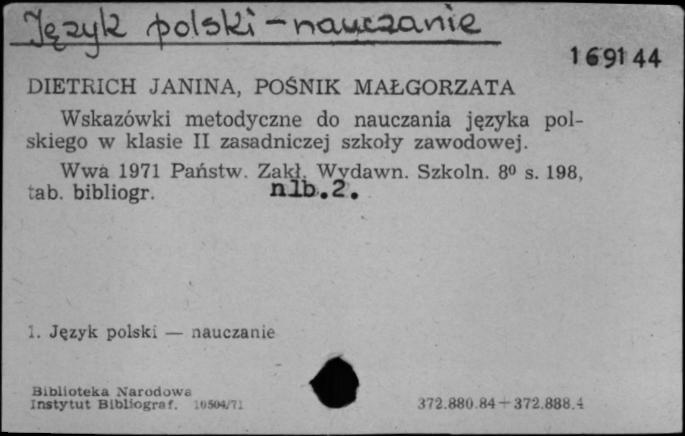 Język polski - nauczanie
169144
DIETRICH JANINA, POŚNIK MAŁGORZATA
Wskazówki metodyczne do nauczania języka pol-
skiego w klasie II zasadniczej szkoły zawodowej.
Wwa 1971 Państw. Zakł. Wydawn. Szkoln. 8⁰ s. 198,
tab. bibliogr. nlb.2.
1. Język polski — nauczanie
Biblioteka Narodowa
Instytut Bibliograf. 10504/71
372.880.84 + 372.888.4